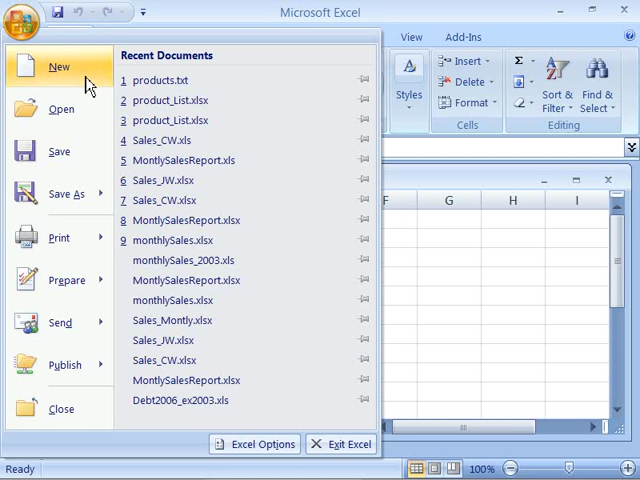 Microsoft Excel
View Add-Ins
New
Open
Save
Save As
Print
Prepare
Send
Publish
Close
Recent Documents
1 products.txt
2 product_List.xlsx
3 product_List.xlsx
4 Sales_CW.xls
5 MontlySalesReport.xls
6 Sales_JW.xlsx
7 Sales_CW.xlsx
8 MontlySalesReport.xlsx
9 monthlySales.xlsx
monthlySales_2003.xls
MontlySalesReport.xlsx
monthlySales.xlsx
Sales_Montly.xlsx
Sales_JW.xlsx
Sales_CW.xlsx
MontlySalesReport.xlsx
Debt2006_ex2003.xls
Excel Options Exit Excel
Styles
Insert
Delete
Format
Cells
Σ
Sort &
Filter
Find &
Select
Editing
F G H I
Ready 100%